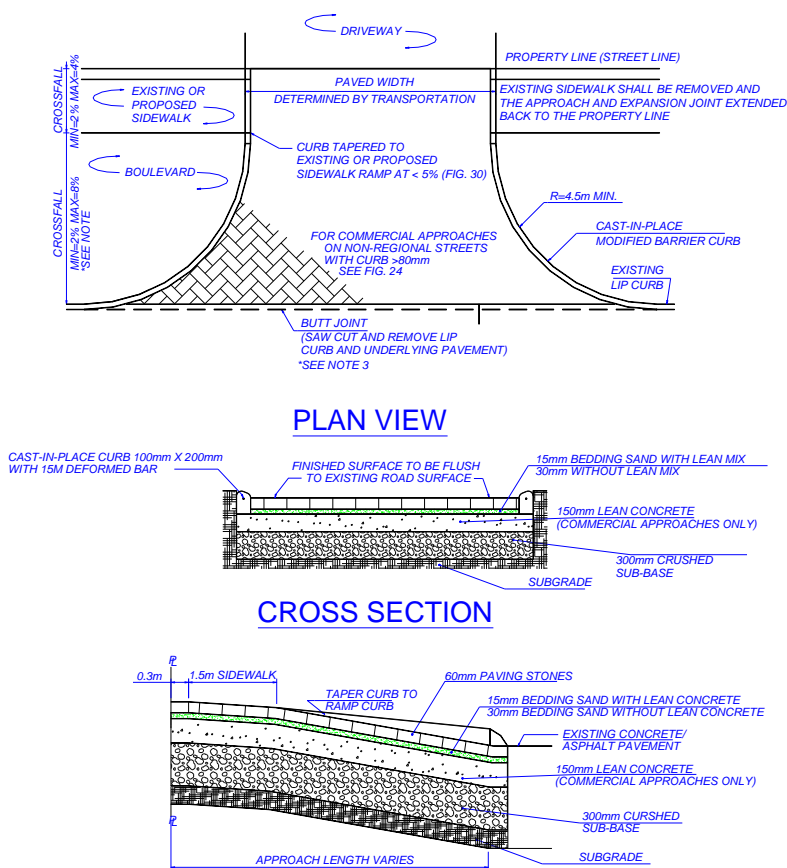 DRIVEWAY
PROPERTY LINE (STREET LINE)
CROSSFALL
MIN=2% MAX=4%
EXISTING OR
PROPOSED
SIDEWALK
PAVED WIDTH
DETERMINED BY TRANSPORTATION
EXISTING SIDEWALK SHALL BE REMOVED AND
THE APPROACH AND EXPANSION JOINT EXTENDED
BACK TO THE PROPERTY LINE
CURB TAPERED TO
EXISTING OR PROPOSED
SIDEWALK RAMP AT < 5% (FIG. 30)
BOULEVARD
CROSSFALL
MIN=2% MAX=8%
*SEE NOTE
R=4.5m MIN.
CAST-IN-PLACE
MODIFIED BARRIER CURB
FOR COMMERCIAL APPROACHES
ON NON-REGIONAL STREETS
WITH CURB >80mm
SEE FIG. 24
EXISTING
LIP CURB
BUTT JOINT
(SAW CUT AND REMOVE LIP
CURB AND UNDERLYING PAVEMENT)
*SEE NOTE 3
PLAN VIEW
CAST-IN-PLACE CURB 100mm X 200mm
WITH 15M DEFORMED BAR
FINISHED SURFACE TO BE FLUSH
TO EXISTING ROAD SURFACE
15mm BEDDING SAND WITH LEAN MIX
30mm WITHOUT LEAN MIX
150mm LEAN CONCRETE
(COMMERCIAL APPROACHES ONLY)
300mm CRUSHED
SUB-BASE
SUBGRADE
CROSS SECTION
PL
0.3m
1.5m SIDEWALK
TAPER CURB TO
RAMP CURB
60mm PAVING STONES
15mm BEDDING SAND WITH LEAN CONCRETE
30mm BEDDING SAND WITHOUT LEAN CONCRETE
EXISTING CONCRETE/
ASPHALT PAVEMENT
150mm LEAN CONCRETE
(COMMERCIAL APPROACHES ONLY)
300mm CURSHED
SUB-BASE
PL
SUBGRADE
APPROACH LENGTH VARIES